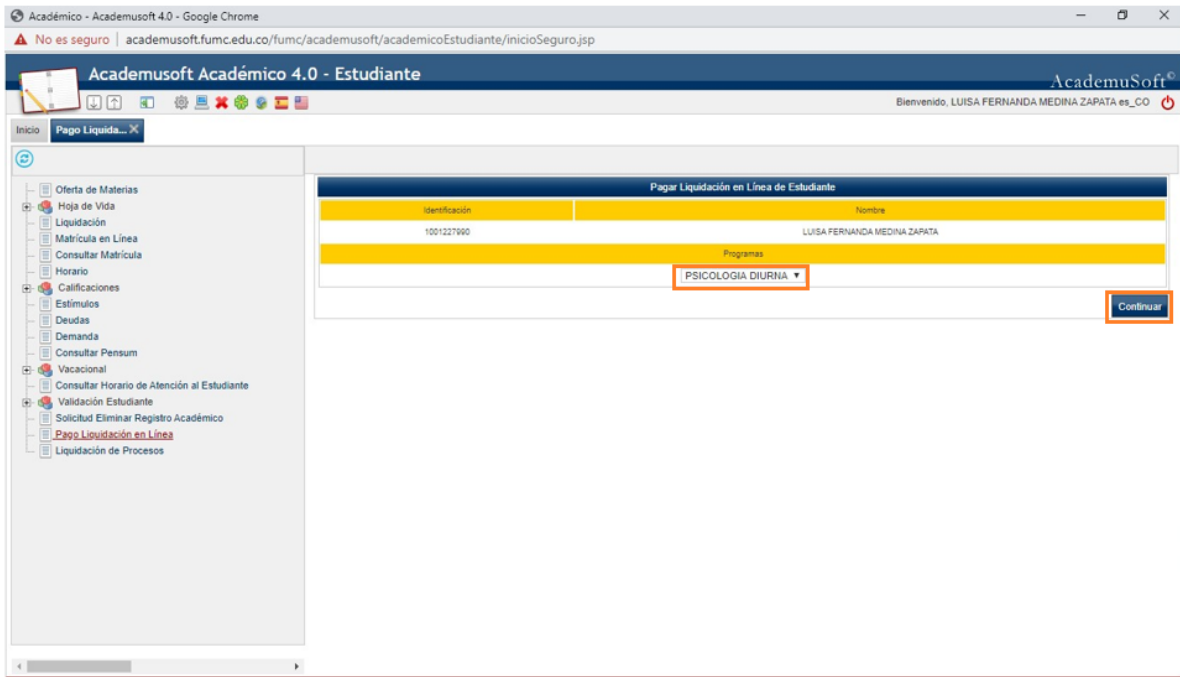 Académico - Academusoft 4.0 - Google Chrome
No es seguro | academusoft.fumc.edu.co/fumc/academusoft/academicoEstudiante/inicioSeguro.jsp
Academusoft Académico 4.0 - Estudiante
AcademuSoft©
Bienvenido, LUISA FERNANDA MEDINA ZAPATA es_CO
Inicio Pago Liquida...
Oferta de Materias
Hoja de Vida
Liquidación
Matrícula en Línea
Consultar Matrícula
Horario
Calificaciones
Estímulos
Deudas
Demanda
Consultar Pensum
Vacacional
Consultar Horario de Atención al Estudiante
Validación Estudiante
Solicitud Eliminar Registro Académico
Pago Liquidación en Línea
Liquidación de Procesos
Pagar Liquidación en Línea de Estudiante
Identificación Nombre
1001227990 LUISA FERNANDA MEDINA ZAPATA
Programas
PSICOLOGIA DIURNA
Continuar